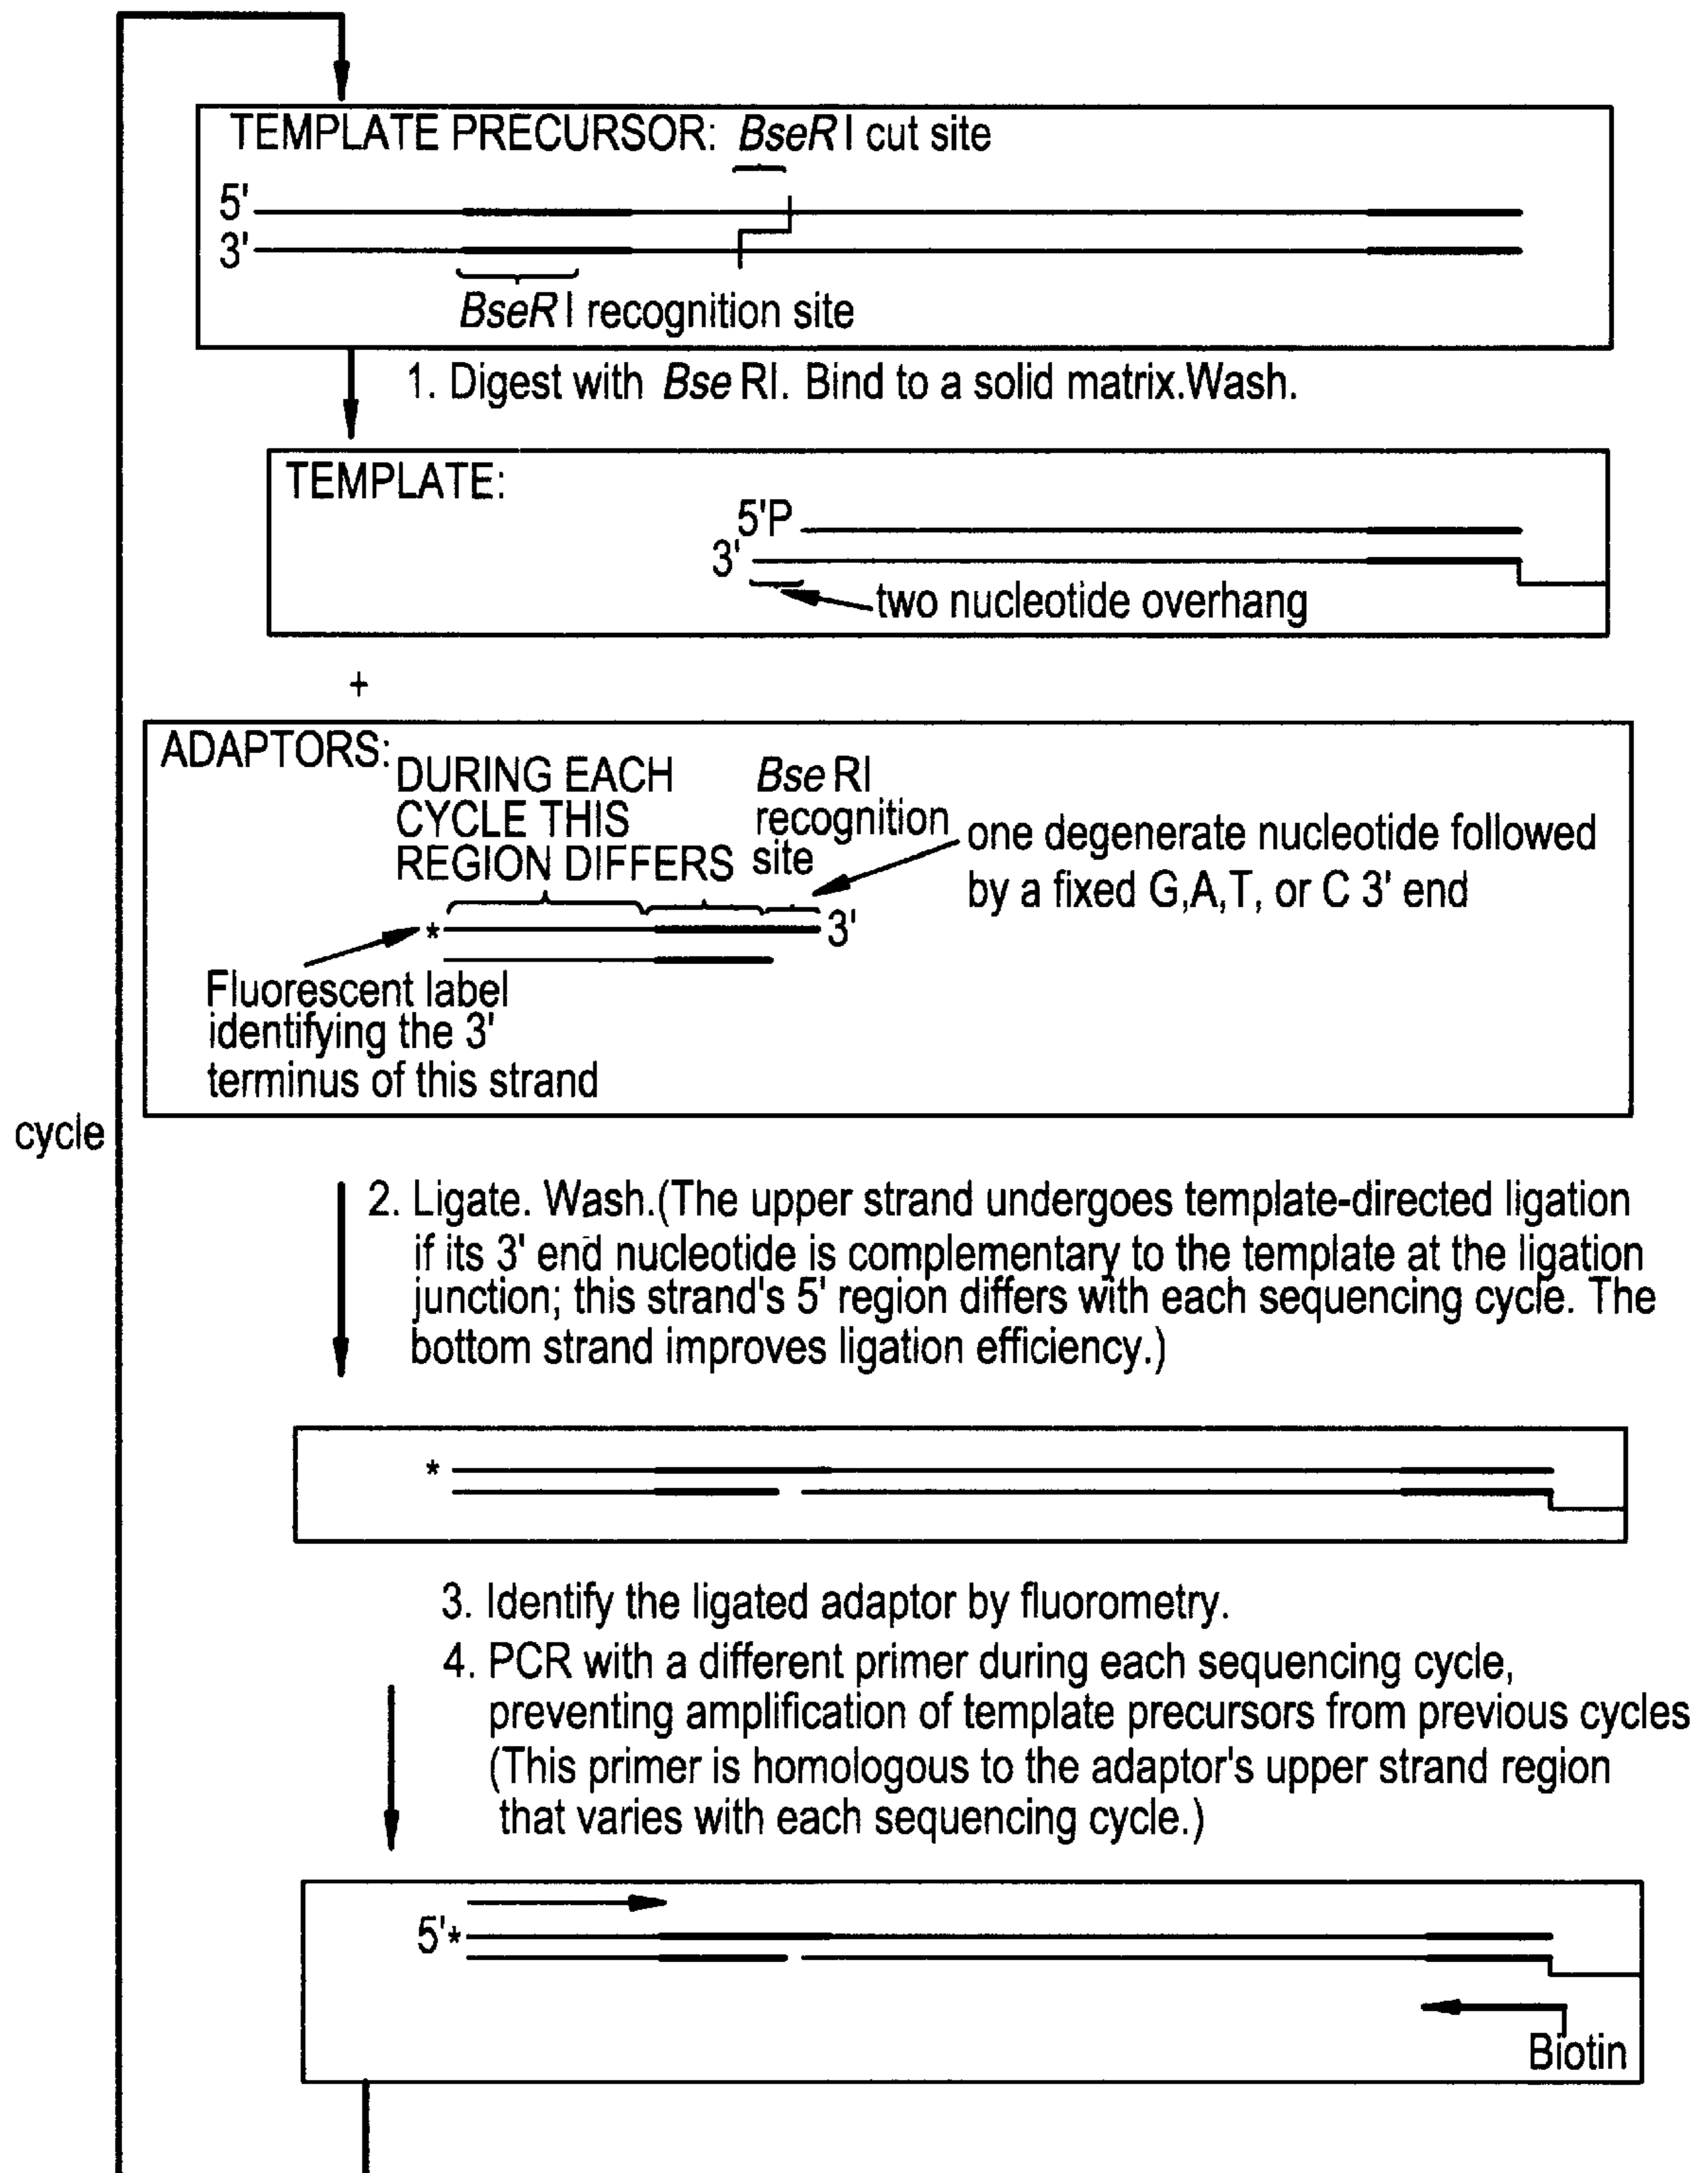 TEMPLATE PRECURSOR: BseR I cut site
5'
3'
BseR I recognition site
1. Digest with Bse RI. Bind to a solid matrix.Wash.
TEMPLATE:
5'P
3'
two nucleotide overhang
+
ADAPTORS:
DURING EACH
CYCLE THIS
REGION DIFFERS
Bse RI
recognition
site
one degenerate nucleotide followed
by a fixed G,A,T, or C 3' end
*
3'
Fluorescent label
identifying the 3'
terminus of this strand
cycle
2. Ligate. Wash.(The upper strand undergoes template-directed ligation
if its 3' end nucleotide is complementary to the template at the ligation
junction; this strand's 5' region differs with each sequencing cycle. The
bottom strand improves ligation efficiency.)
*
3. Identify the ligated adaptor by fluorometry.
4. PCR with a different primer during each sequencing cycle,
preventing amplification of template precursors from previous cycles
(This primer is homologous to the adaptor's upper strand region
that varies with each sequencing cycle.)
5'*
Biotin